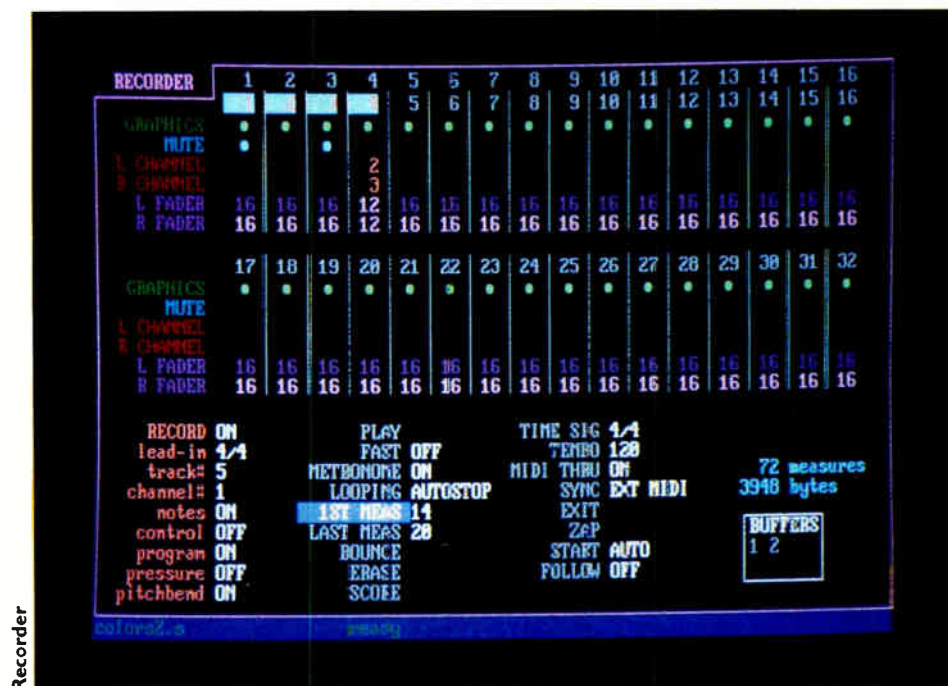 RECORDER 1 2 3 4 5 6 7 8 9 10 11 12 13 14 15 16
5 6 7 8 9 10 11 12 13 14 15 16
GRAPHICS
MUTE
L CHANNEL 2
R CHANNEL 3
L FADER 16 16 16 12 16 16 16 16 16 16 16 16 16 16 16 16
R FADER 16 16 16 12 16 16 16 16 16 16 16 16 16 16 16 16
17 18 19 20 21 22 23 24 25 26 27 28 29 30 31 32
GRAPHICS
MUTE
L CHANNEL
R CHANNEL
L FADER 16 16 16 16 16 16 16 16 16 16 16 16 16 16 16 16
R FADER 16 16 16 16 16 16 16 16 16 16 16 16 16 16 16 16
RECORD ON PLAY TIME SIG 4/4
lead-in 4/4 FAST OFF TEMPO 120
track# 5 METRONOME ON MIDI THRU ON 72 measures
channel# 1 LOOPING AUTOSTOP SYNC EXT MIDI 3948 bytes
notes ON 1ST MEAS 14 EXIT BUFFERS
control OFF LAST MEAS 20 ZAP 1 2
program ON BOUNCE START AUTO
pressure OFF ERASE FOLLOW OFF
pitchbend ON SCORE
colors2.s ready
Recorder